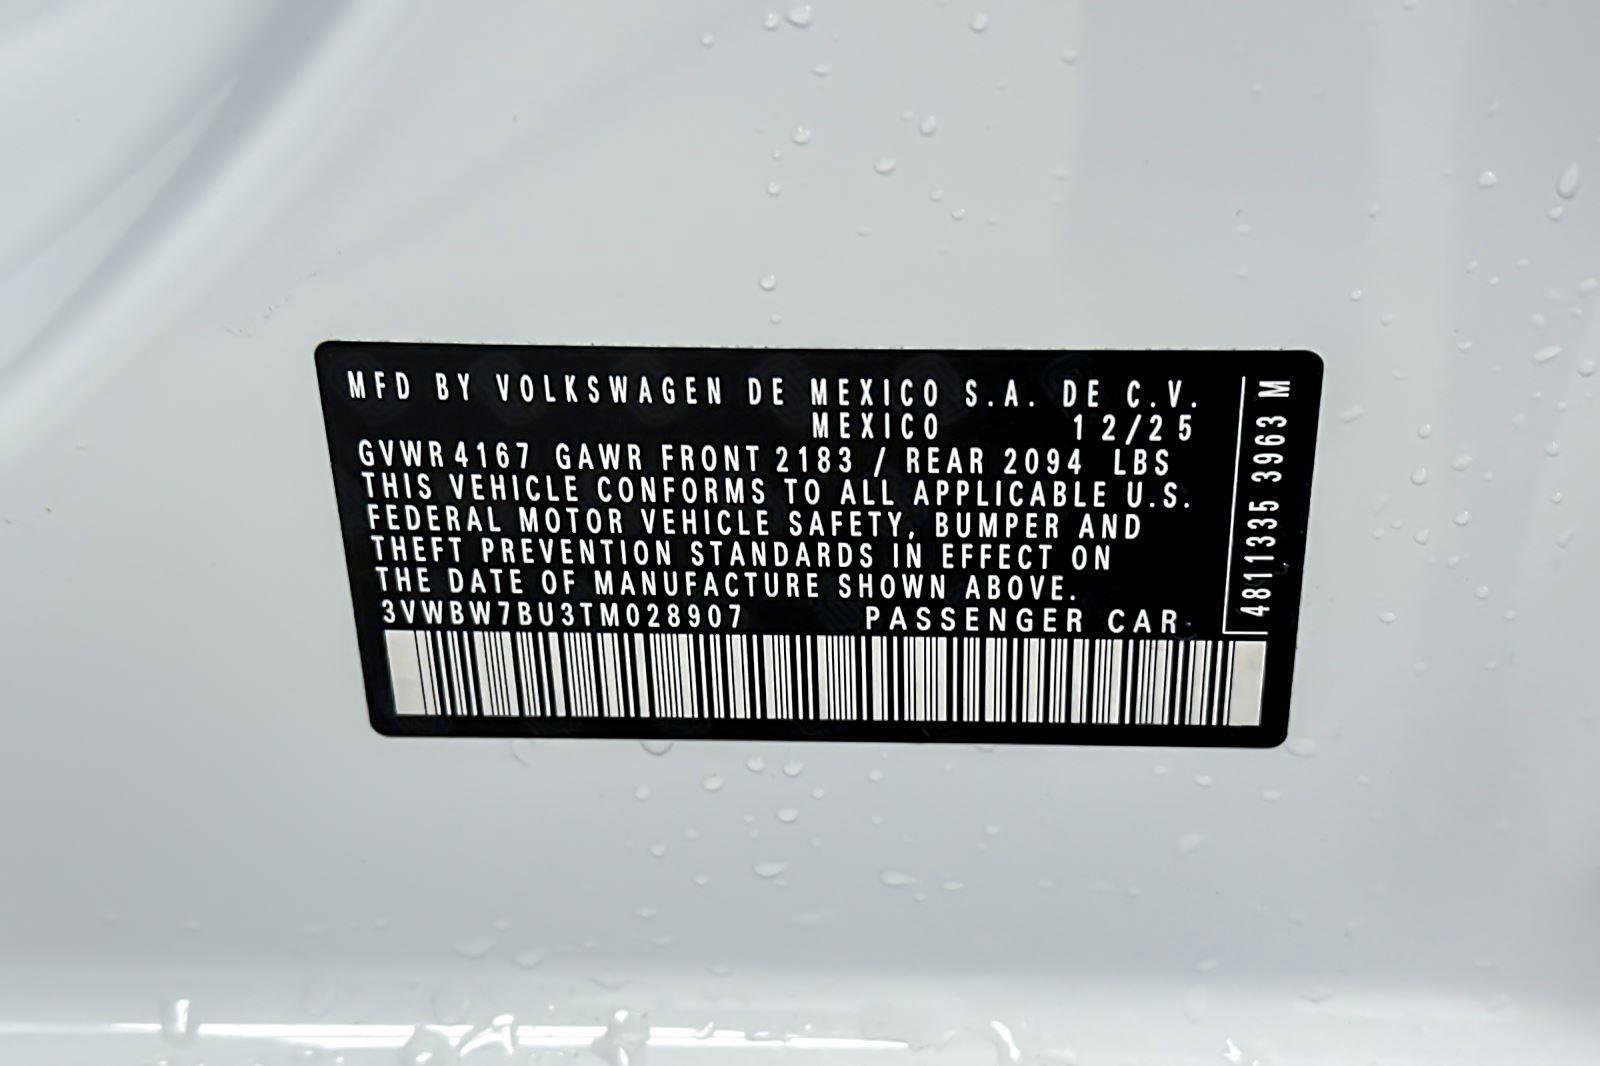 MFD BY VOLKSWAGEN DE MEXICO S.A. DE C.V.
MEXICO 12/25
GVWR 4167 GAWR FRONT 2183 / REAR 2094 LBS
THIS VEHICLE CONFORMS TO ALL APPLICABLE U.S.
FEDERAL MOTOR VEHICLE SAFETY, BUMPER AND
THEFT PREVENTION STANDARDS IN EFFECT ON
THE DATE OF MANUFACTURE SHOWN ABOVE.
3VWBW7BU3TM028907 PASSENGER CAR
4811335 3963 M